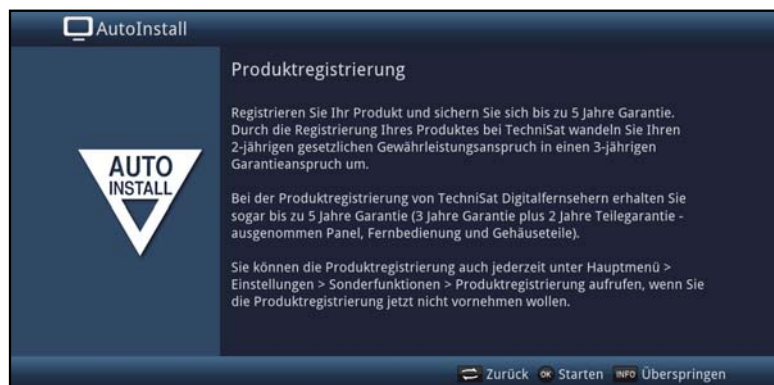 AutoInstall
Produktregistrierung
Registrieren Sie Ihr Produkt und sichern Sie sich bis zu 5 Jahre Garantie.
Durch die Registrierung Ihres Produktes bei TechniSat wandeln Sie Ihren
2-jährigen gesetzlichen Gewährleistungsanspruch in einen 3-jährigen
Garantieanspruch um.
AUTO
INSTALL
Bei der Produktregistrierung von TechniSat Digitalfernsehern erhalten Sie
sogar bis zu 5 Jahre Garantie (3 Jahre Garantie plus 2 Jahre Teilegarantie -
ausgenommen Panel, Fernbedienung und Gehäuseteile).
Sie können die Produktregistrierung auch jederzeit unter Hauptmenü >
Einstellungen > Sonderfunktionen > Produktregistrierung aufrufen, wenn Sie
die Produktregistrierung jetzt nicht vornehmen wollen.
Zurück OK Starten INFO Überspringen